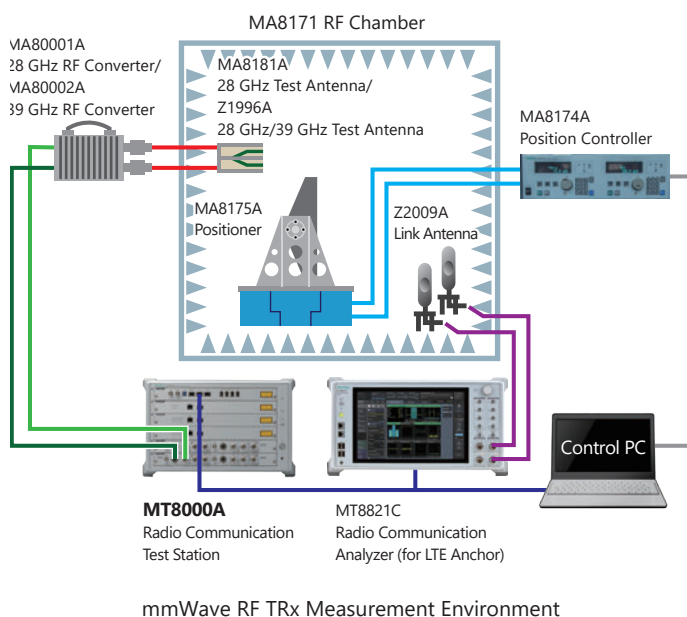 MA8171 RF Chamber
MA80001A
28 GHz RF Converter/
MA80002A
39 GHz RF Converter
MA8181A
28 GHz Test Antenna/
Z1996A
28 GHz/39 GHz Test Antenna
MA8174A
Position Controller
MA8175A
Positioner
Z2009A
Link Antenna
Control PC
MT8000A
Radio Communication
Test Station
MT8821C
Radio Communication
Analyzer (for LTE Anchor)
mmWave RF TRx Measurement Environment